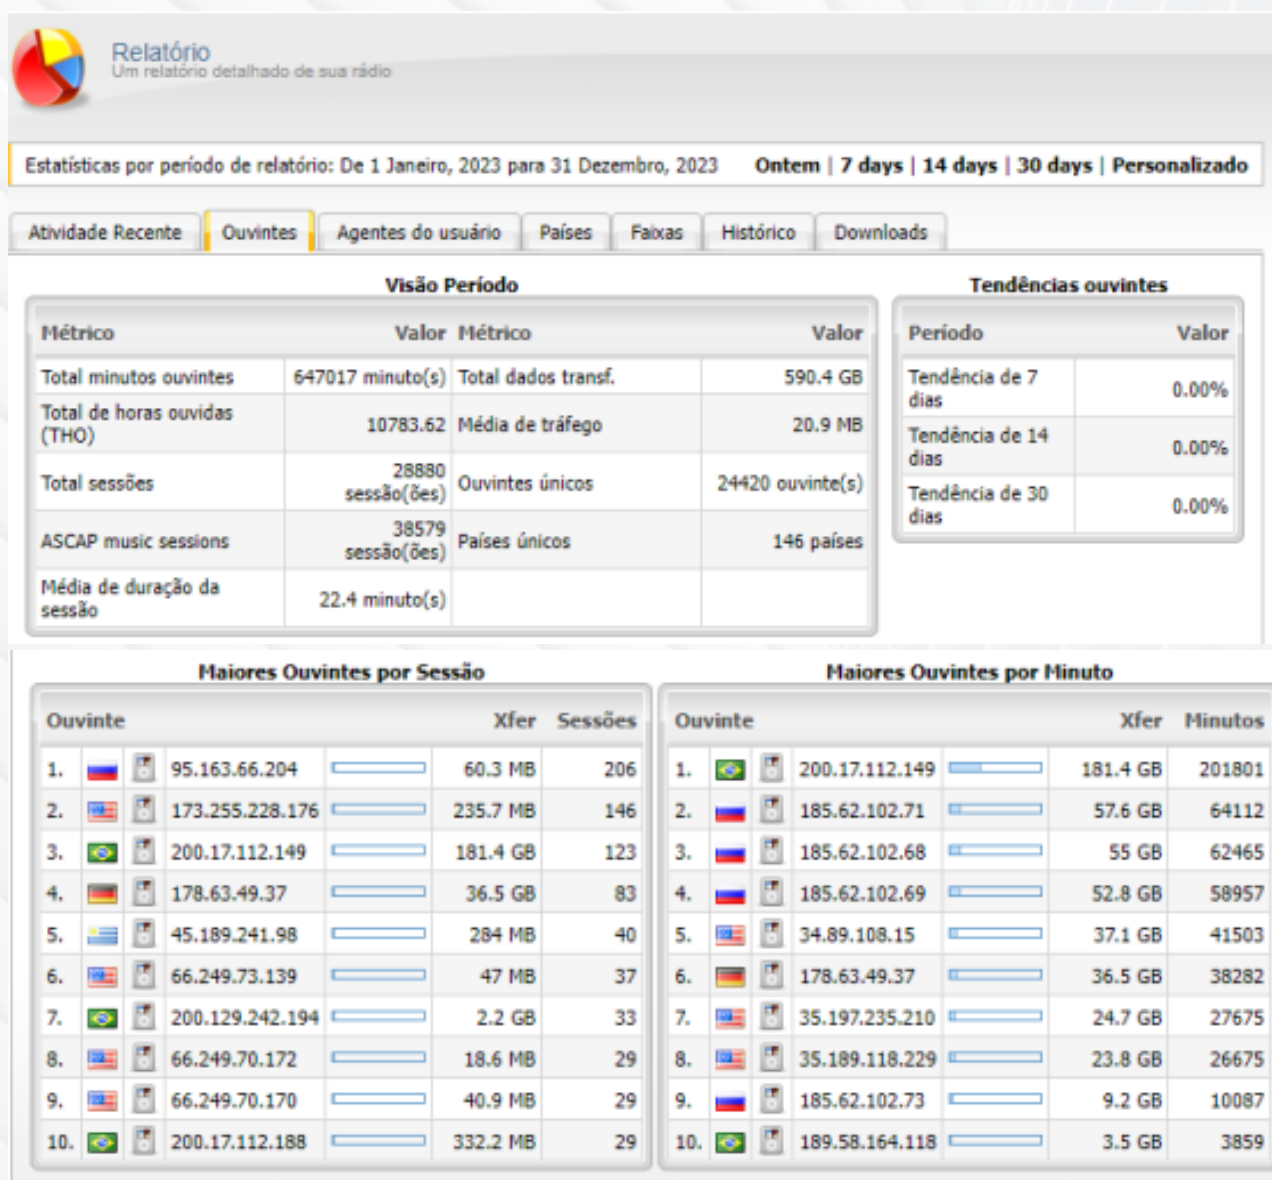 Relatório
Um relatório detalhado de sua rádio
Estatísticas por período de relatório: De 1 Janeiro, 2023 para 31 Dezembro, 2023 Ontem | 7 days | 14 days | 30 days | Personalizado
Atividade Recente Ouvintes Agentes do usuário Países Faixas Histórico Downloads
Visão Período
Métrico Valor Métrico Valor
Total minutos ouvintes 647017 minuto(s) Total dados transf. 590.4 GB
Total de horas ouvidas
(THO) 10783.62 Média de tráfego 20.9 MB
Total sessões 28880
sessão(ões) Ouvintes únicos 24420 ouvinte(s)
ASCAP music sessions 38579
sessão(ões) Países únicos 146 países
Média de duração da
sessão 22.4 minuto(s)
Tendências ouvintes
Período Valor
Tendência de 7
dias 0.00%
Tendência de 14
dias 0.00%
Tendência de 30
dias 0.00%
Maiores Ouvintes por Sessão
Ouvinte Xfer Sessões
1. 95.163.66.204 60.3 MB 206
2. 173.255.228.176 235.7 MB 146
3. 200.17.112.149 181.4 GB 123
4. 178.63.49.37 36.5 GB 83
5. 45.189.241.98 284 MB 40
6. 66.249.73.139 47 MB 37
7. 200.129.242.194 2.2 GB 33
8. 66.249.70.172 18.6 MB 29
9. 66.249.70.170 40.9 MB 29
10. 200.17.112.188 332.2 MB 29
Maiores Ouvintes por Minuto
Ouvinte Xfer Minutos
1. 200.17.112.149 181.4 GB 201801
2. 185.62.102.71 57.6 GB 64112
3. 185.62.102.68 55 GB 62465
4. 185.62.102.69 52.8 GB 58957
5. 34.89.108.15 37.1 GB 41503
6. 178.63.49.37 36.5 GB 38282
7. 35.197.235.210 24.7 GB 27675
8. 35.189.118.229 23.8 GB 26675
9. 185.62.102.73 9.2 GB 10087
10. 189.58.164.118 3.5 GB 3859